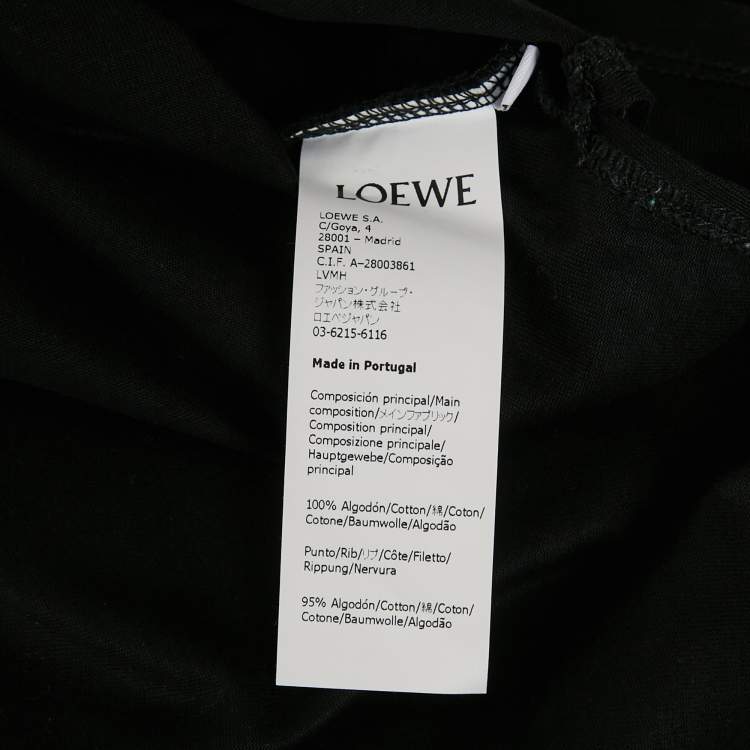 LOEWE
LOEWE S.A.
C/Goya, 4
28001 – Madrid
SPAIN
C.I.F. A-28003861
LVMH
ファッション・グループ・
ジャパン株式会社
ロエベジャパン
03-6215-6116
Made in Portugal
Composición principal/Main
composition/メインファブリック/
Composition principal/
Composizione principale/
Hauptgewebe/Composição
principal
100% Algodón/Cotton/綿/Coton/
Cotone/Baumwolle/Algodão
Punto/Rib/リブ/Côte/Filetto/
Rippung/Nervura
95% Algodón/Cotton/綿/Coton/
Cotone/Baumwolle/Algodão